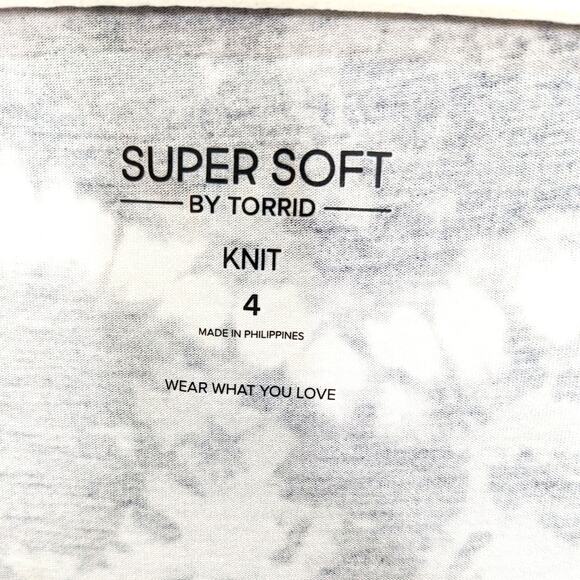 SUPER SOFT
BY TORRID
KNIT
4
MADE IN PHILIPPINES
WEAR WHAT YOU LOVE